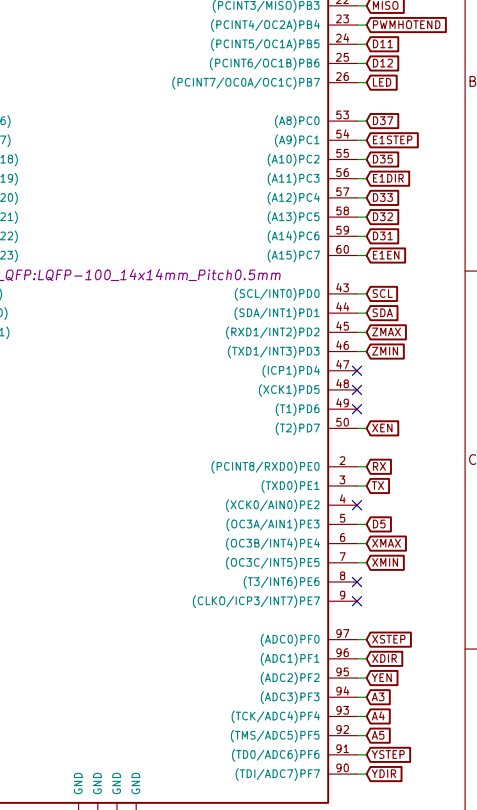 (PCINT3/MISO)PB3 22 MISO
(PCINT4/OC2A)PB4 23 PWMHOTEND
(PCINT5/OC1A)PB5 24 D11
(PCINT6/OC1B)PB6 25 D12
(PCINT7/OC0A/OC1C)PB7 26 LED
B
6) (A8)PC0 53 D37
7) (A9)PC1 54 E1STEP
18) (A10)PC2 55 D35
19) (A11)PC3 56 E1DIR
20) (A12)PC4 57 D33
21) (A13)PC5 58 D32
22) (A14)PC6 59 D31
23) (A15)PC7 60 E1EN
_QFP:LQFP-100_14x14mm_Pitch0.5mm
) (SCL/INT0)PD0 43 SCL
0) (SDA/INT1)PD1 44 SDA
1) (RXD1/INT2)PD2 45 ZMAX
(TXD1/INT3)PD3 46 ZMIN
(ICP1)PD4 47
(XCK1)PD5 48
(T1)PD6 49
(T2)PD7 50 XEN
C
(PCINT8/RXD0)PE0 2 RX
(TXD0)PE1 3 TX
(XCK0/AIN0)PE2 4
(OC3A/AIN1)PE3 5 D5
(OC3B/INT4)PE4 6 XMAX
(OC3C/INT5)PE5 7 XMIN
(T3/INT6)PE6 8
(CLKO/ICP3/INT7)PE7 9
(ADC0)PF0 97 XSTEP
(ADC1)PF1 96 XDIR
(ADC2)PF2 95 YEN
(ADC3)PF3 94 A3
(TCK/ADC4)PF4 93 A4
(TMS/ADC5)PF5 92 A5
(TDO/ADC6)PF6 91 YSTEP
(TDI/ADC7)PF7 90 YDIR
GND GND GND GND